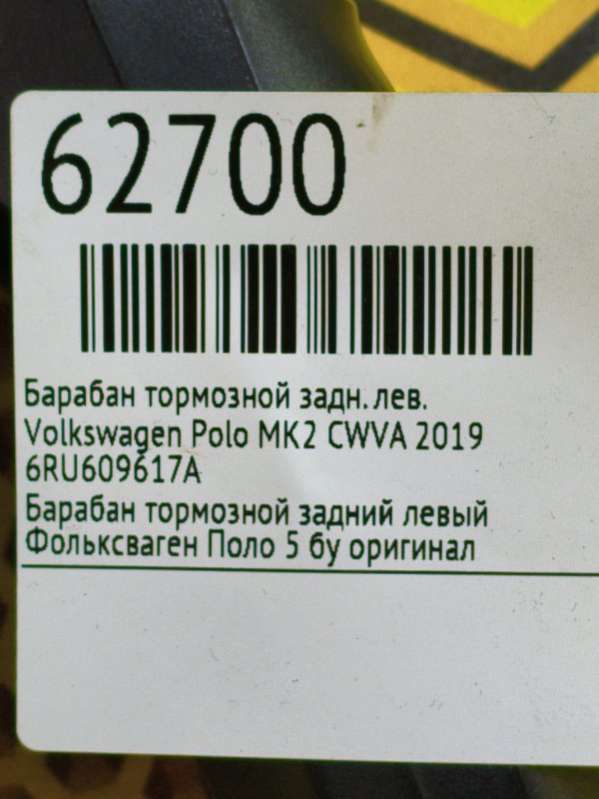 62700
Барабан тормозной задн. лев.
Volkswagen Polo MK2 CWVA 2019
6RU609617A
Барабан тормозной задний левый
Фольксваген Поло 5 бу оригинал